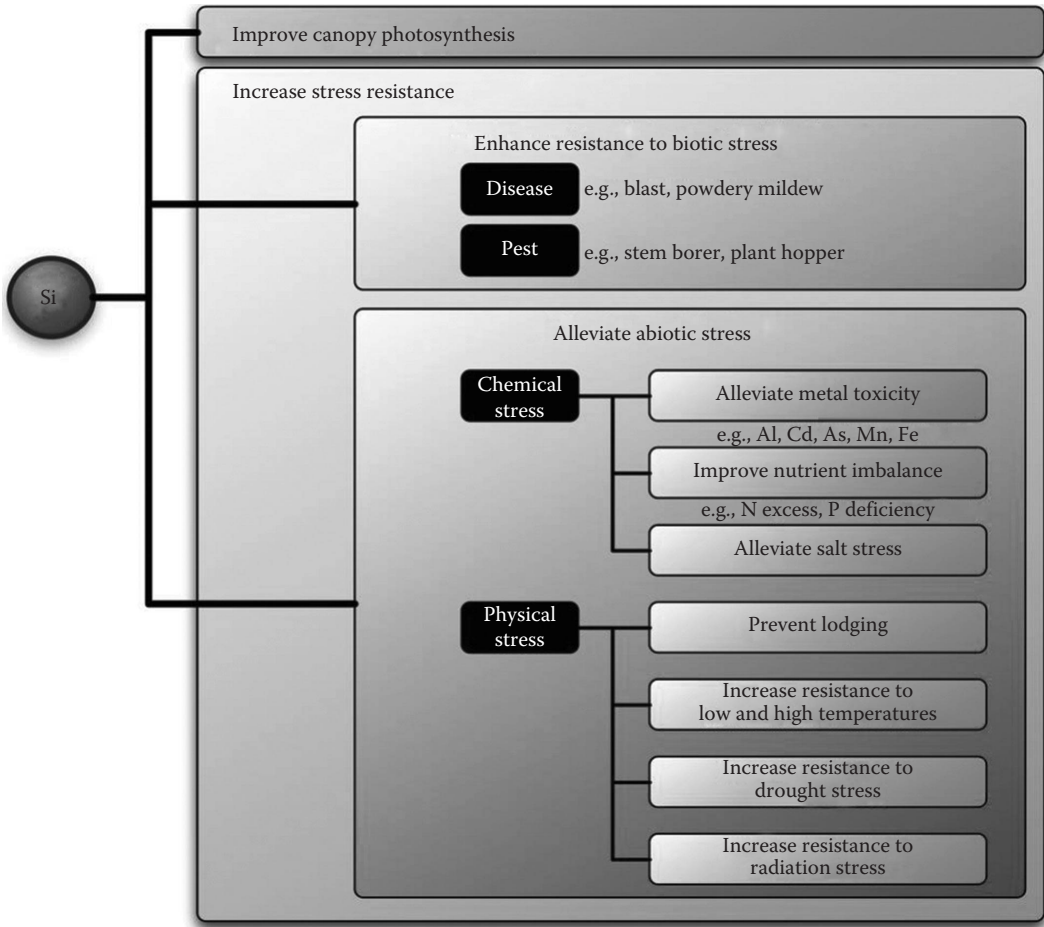 Improve canopy photosynthesis
Increase stress resistance
Enhance resistance to biotic stress
Disease e.g., blast, powdery mildew
Pest e.g., stem borer, plant hopper
Si
Alleviate abiotic stress
Chemical
stress
Alleviate metal toxicity
e.g., Al, Cd, As, Mn, Fe
Improve nutrient imbalance
e.g., N excess, P deficiency
Alleviate salt stress
Physical
stress
Prevent lodging
Increase resistance to
low and high temperatures
Increase resistance to
drought stress
Increase resistance to
radiation stress